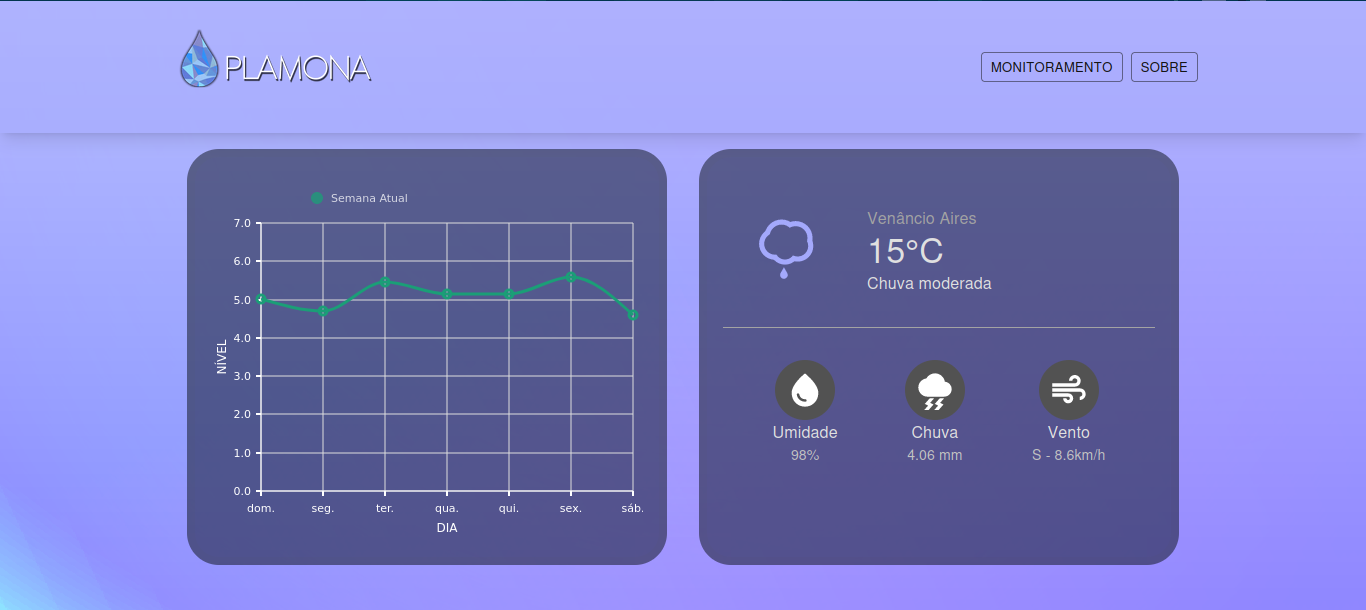 PLAMONA
MONITORAMENTO
SOBRE
Semana Atual
7.0
6.0
5.0
4.0
3.0
2.0
1.0
0.0
NÍVEL
dom. seg. ter. qua. qui. sex. sáb.
DIA
Venâncio Aires
15°C
Chuva moderada
Umidade Chuva Vento
98% 4.06 mm S - 8.6km/h